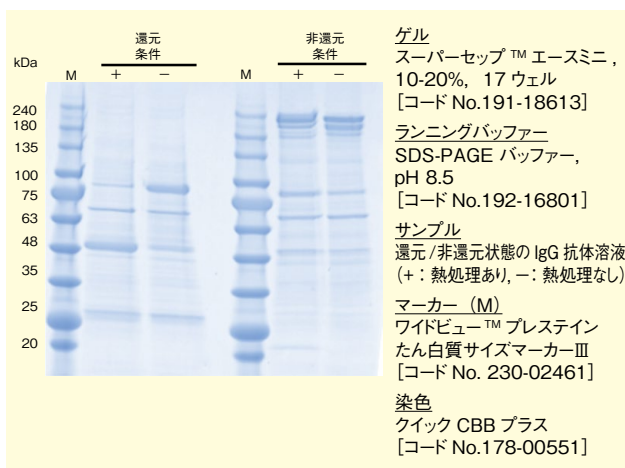 還元
条件
非還元
条件
kDa
M + − M + −
240
180
135
100
75
63
48
35
25
20
ゲル
スーパーセップ ™ エースミニ ,
10-20%, 17 ウェル
[コード No.191-18613]
ランニングバッファー
SDS-PAGE バッファー,
pH 8.5
[コード No.192-16801]
サンプル
還元 /非還元状態の IgG 抗体溶液
(+:熱処理あり, −:熱処理なし)
マーカー (M)
ワイドビュー™ プレステイン
たん白質サイズマーカーⅢ
[コード No. 230-02461]
染色
クイック CBB プラス
[コード No.178-00551]